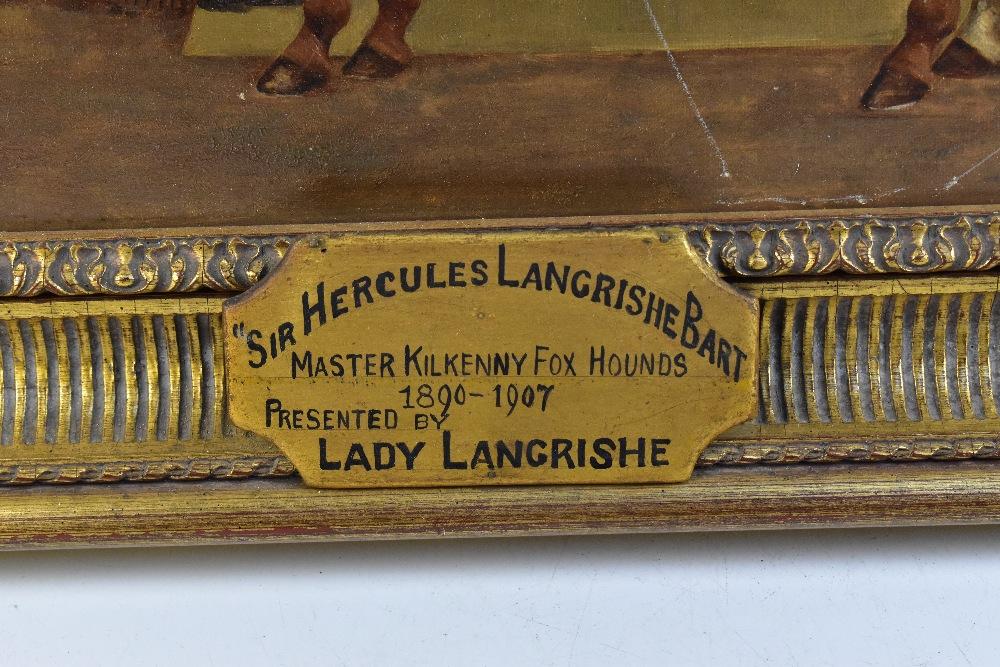 "Sir Hercules Langrishe Bart
Master Kilkenny Fox Hounds
1890-1907
Presented by
Lady Langrishe